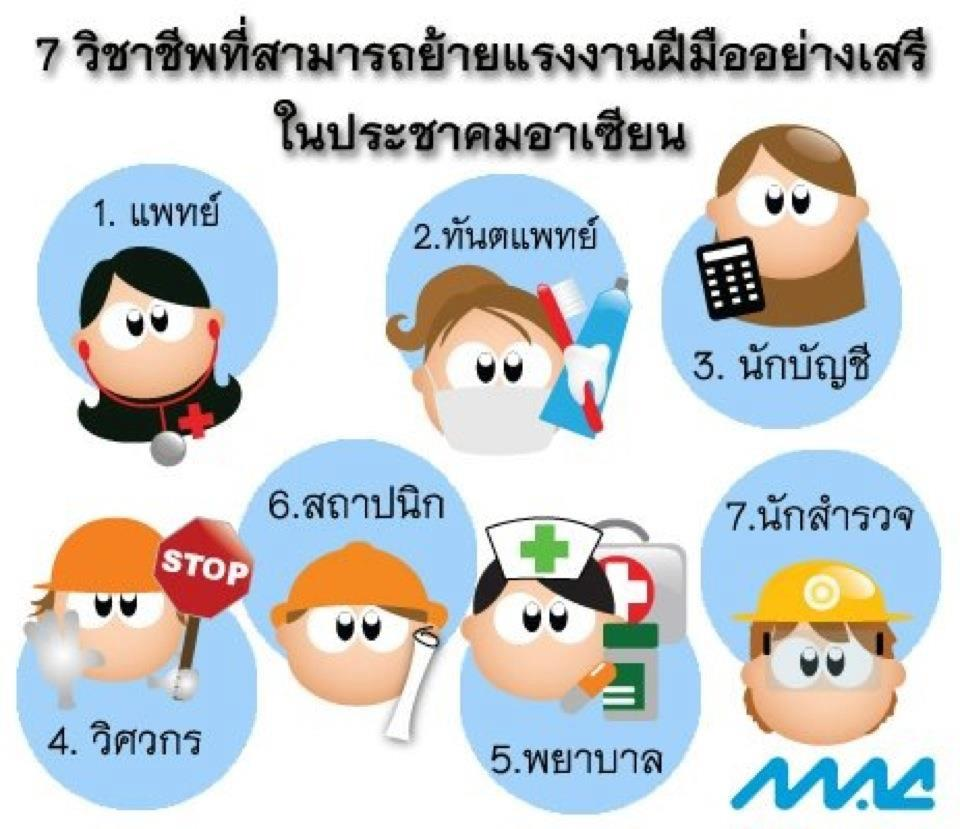 7 วิชาชีพที่สามารถย้ายแรงงานฝีมืออย่างเสรี
ในประชาคมอาเซียน
1. แพทย์
2.ทันตแพทย์
3. นักบัญชี
4. วิศวกร
STOP
6.สถาปนิก
5.พยาบาล
7.นักสำรวจ
MAC